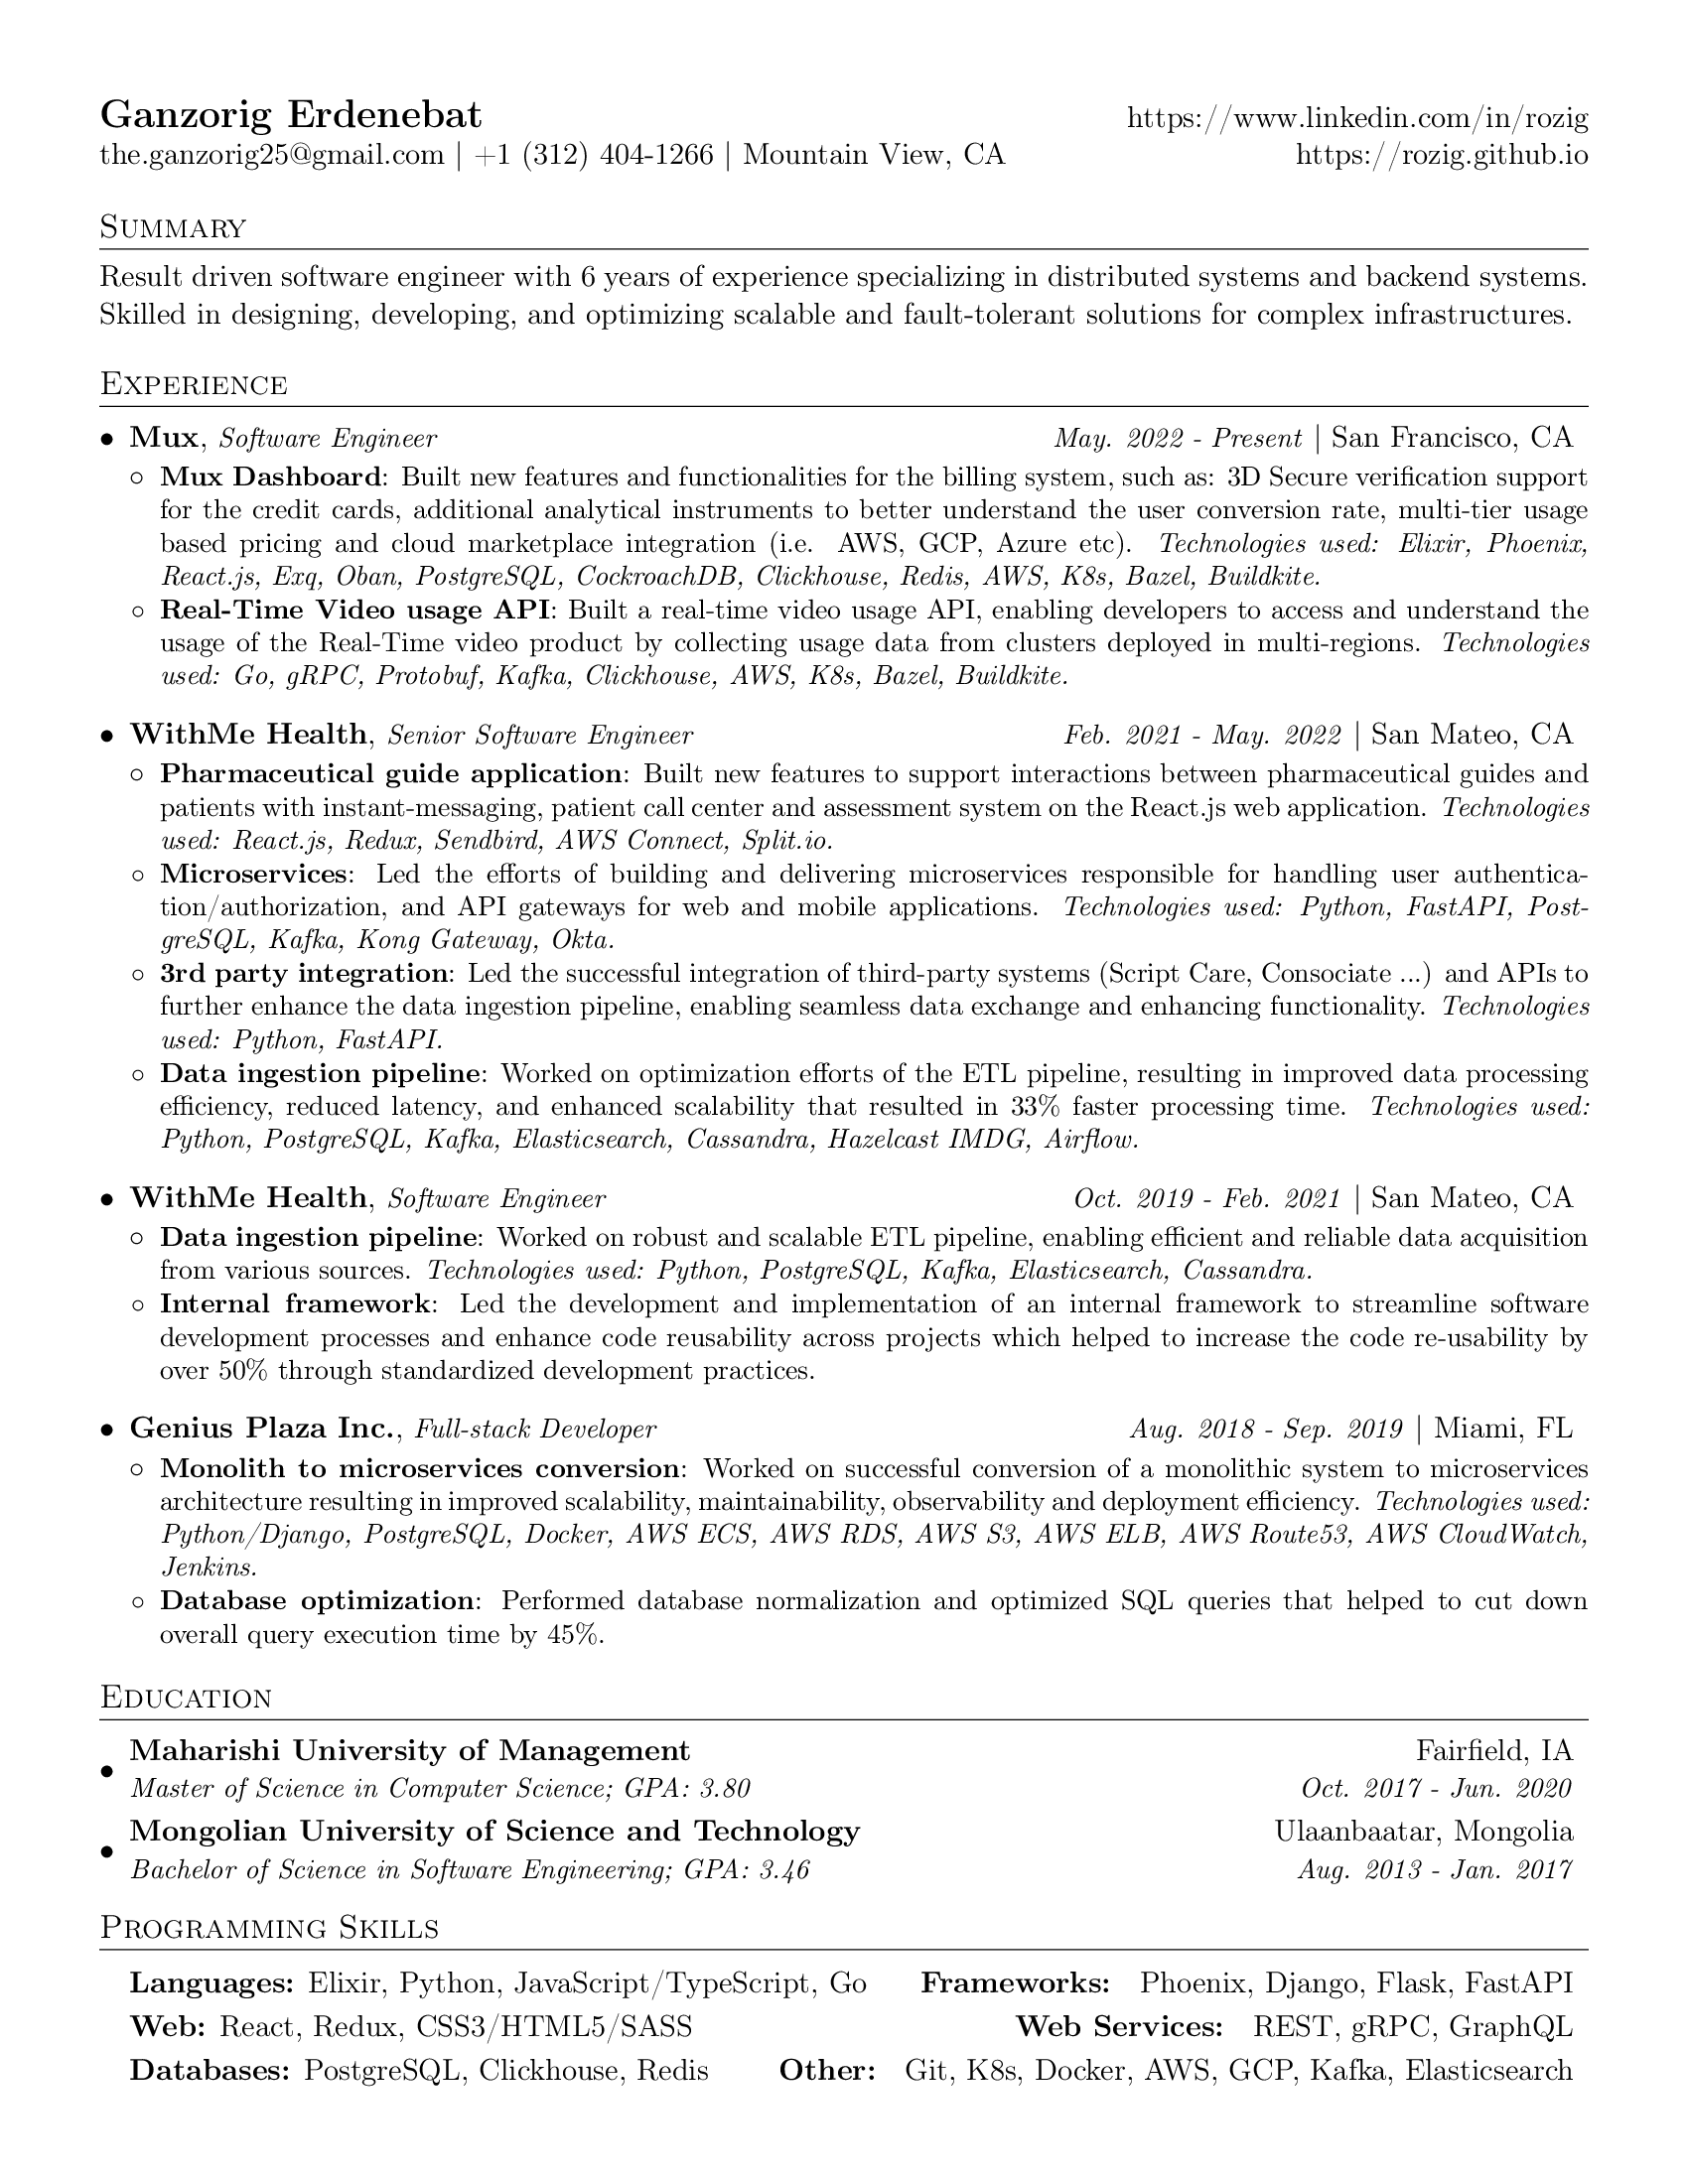 Ganzorig Erdenebat https://www.linkedin.com/in/rozig
the.ganzorig25@gmail.com | +1 (312) 404-1266 | Mountain View, CA https://rozig.github.io
Summary
Result driven software engineer with 6 years of experience specializing in distributed systems and backend systems.
Skilled in designing, developing, and optimizing scalable and fault-tolerant solutions for complex infrastructures.
Experience
• Mux, Software Engineer May. 2022 - Present | San Francisco, CA
◦ Mux Dashboard: Built new features and functionalities for the billing system, such as: 3D Secure verification support
for the credit cards, additional analytical instruments to better understand the user conversion rate, multi-tier usage
based pricing and cloud marketplace integration (i.e. AWS, GCP, Azure etc). Technologies used: Elixir, Phoenix,
React.js, Exq, Oban, PostgreSQL, CockroachDB, Clickhouse, Redis, AWS, K8s, Bazel, Buildkite.
◦ Real-Time Video usage API: Built a real-time video usage API, enabling developers to access and understand the
usage of the Real-Time video product by collecting usage data from clusters deployed in multi-regions. Technologies
used: Go, gRPC, Protobuf, Kafka, Clickhouse, AWS, K8s, Bazel, Buildkite.
• WithMe Health, Senior Software Engineer Feb. 2021 - May. 2022 | San Mateo, CA
◦ Pharmaceutical guide application: Built new features to support interactions between pharmaceutical guides and
patients with instant-messaging, patient call center and assessment system on the React.js web application. Technologies
used: React.js, Redux, Sendbird, AWS Connect, Split.io.
◦ Microservices: Led the efforts of building and delivering microservices responsible for handling user authentica-
tion/authorization, and API gateways for web and mobile applications. Technologies used: Python, FastAPI, Post-
greSQL, Kafka, Kong Gateway, Okta.
◦ 3rd party integration: Led the successful integration of third-party systems (Script Care, Consociate ...) and APIs to
further enhance the data ingestion pipeline, enabling seamless data exchange and enhancing functionality. Technologies
used: Python, FastAPI.
◦ Data ingestion pipeline: Worked on optimization efforts of the ETL pipeline, resulting in improved data processing
efficiency, reduced latency, and enhanced scalability that resulted in 33% faster processing time. Technologies used:
Python, PostgreSQL, Kafka, Elasticsearch, Cassandra, Hazelcast IMDG, Airflow.
• WithMe Health, Software Engineer Oct. 2019 - Feb. 2021 | San Mateo, CA
◦ Data ingestion pipeline: Worked on robust and scalable ETL pipeline, enabling efficient and reliable data acquisition
from various sources. Technologies used: Python, PostgreSQL, Kafka, Elasticsearch, Cassandra.
◦ Internal framework: Led the development and implementation of an internal framework to streamline software
development processes and enhance code reusability across projects which helped to increase the code re-usability by
over 50% through standardized development practices.
• Genius Plaza Inc., Full-stack Developer Aug. 2018 - Sep. 2019 | Miami, FL
◦ Monolith to microservices conversion: Worked on successful conversion of a monolithic system to microservices
architecture resulting in improved scalability, maintainability, observability and deployment efficiency. Technologies used:
Python/Django, PostgreSQL, Docker, AWS ECS, AWS RDS, AWS S3, AWS ELB, AWS Route53, AWS CloudWatch,
Jenkins.
◦ Database optimization: Performed database normalization and optimized SQL queries that helped to cut down
overall query execution time by 45%.
Education
• Maharishi University of Management Fairfield, IA
Master of Science in Computer Science; GPA: 3.80 Oct. 2017 - Jun. 2020
• Mongolian University of Science and Technology Ulaanbaatar, Mongolia
Bachelor of Science in Software Engineering; GPA: 3.46 Aug. 2013 - Jan. 2017
Programming Skills
Languages: Elixir, Python, JavaScript/TypeScript, Go Frameworks: Phoenix, Django, Flask, FastAPI
Web: React, Redux, CSS3/HTML5/SASS Web Services: REST, gRPC, GraphQL
Databases: PostgreSQL, Clickhouse, Redis Other: Git, K8s, Docker, AWS, GCP, Kafka, Elasticsearch